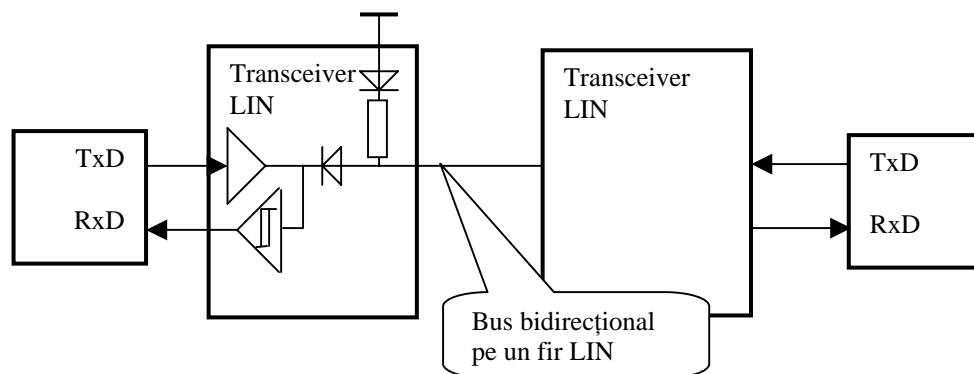 Transceiver
LIN
TxD
RxD
Transceiver
LIN
TxD
RxD
Bus bidirecțional
pe un fir LIN